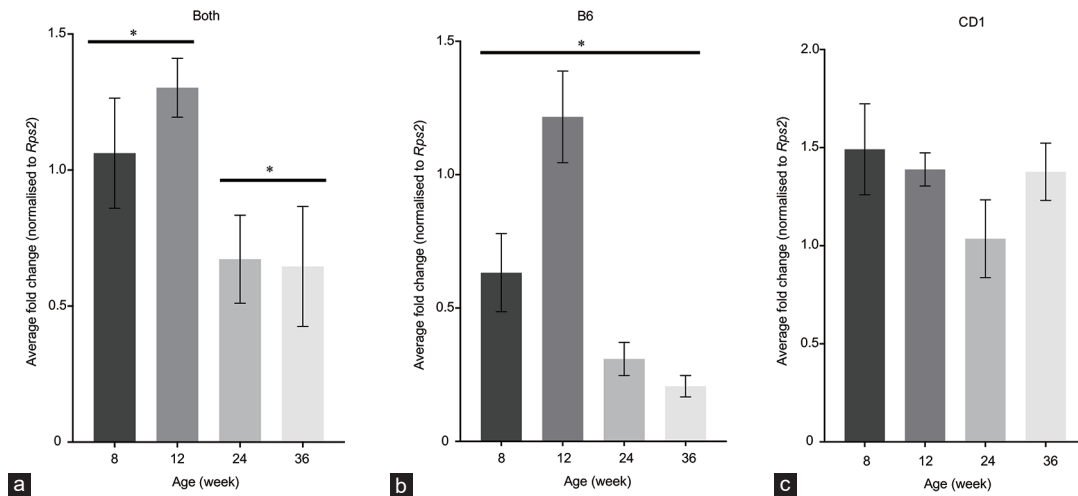 Both
1.5
1.0
0.5
0
*
*
Average fold change (normalised to Rps2)
8 12 24 36
Age (week)
a
B6
1.5
1.0
0.5
0
*
Average fold change (normalised to Rps2)
8 12 24 36
Age (week)
b
CD1
2.0
1.5
1.0
0.5
0
Average fold change (normalised to Rps2)
8 12 24 36
Age (week)
c